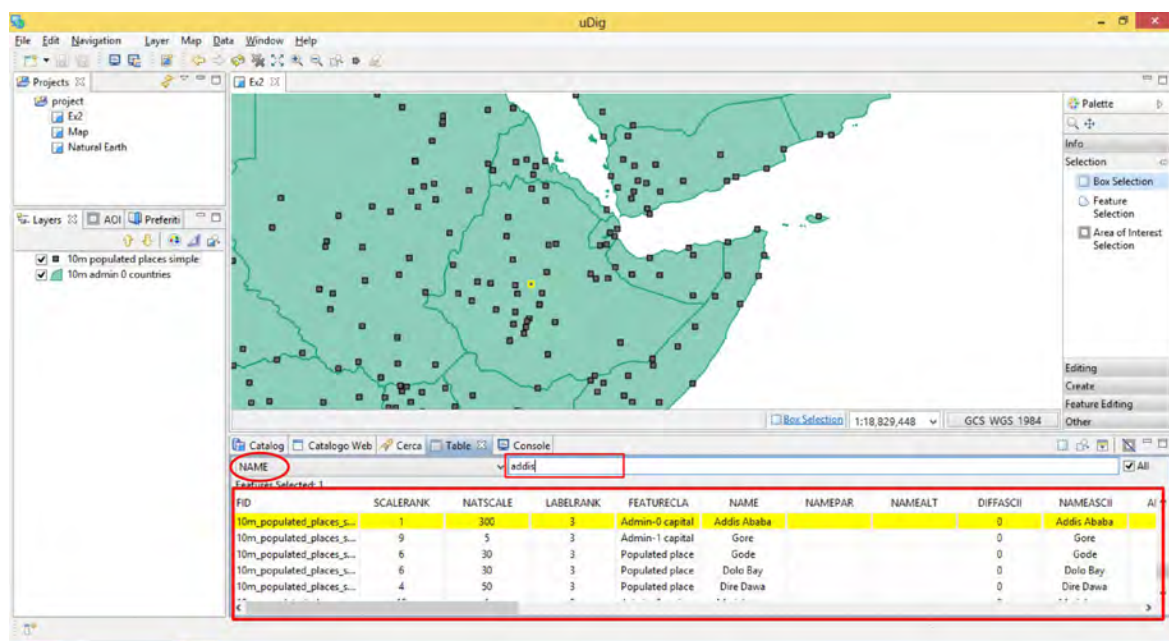 uDig
File Edit Navigation Layer Map Data Window Help
Projects
project
Ex2
Map
Natural Earth
Layers AOI Preferiti
10m populated places simple
10m admin 0 countries
Ex2
Palette
Info
Selection
Box Selection
Feature
Selection
Area of Interest
Selection
Editing
Create
Feature Editing
Other
Box Selection 1:18,829,448 GCS WGS 1984
Catalog Catalogo Web Cerca Table Console
NAME addis All
Features Selected: 1
FID SCALERANK NATSCALE LABELRANK FEATURECLA NAME NAMEPAR NAMEALT DIFFASCII NAMEASCII
10m_populated_places_s... 1 300 3 Admin-0 capital Addis Ababa 0 Addis Ababa
10m_populated_places_s... 9 5 3 Admin-1 capital Gore 0 Gore
10m_populated_places_s... 6 30 3 Populated place Gode 0 Gode
10m_populated_places_s... 6 30 3 Populated place Dolo Bay 0 Dolo Bay
10m_populated_places_s... 4 50 3 Populated place Dire Dawa 0 Dire Dawa